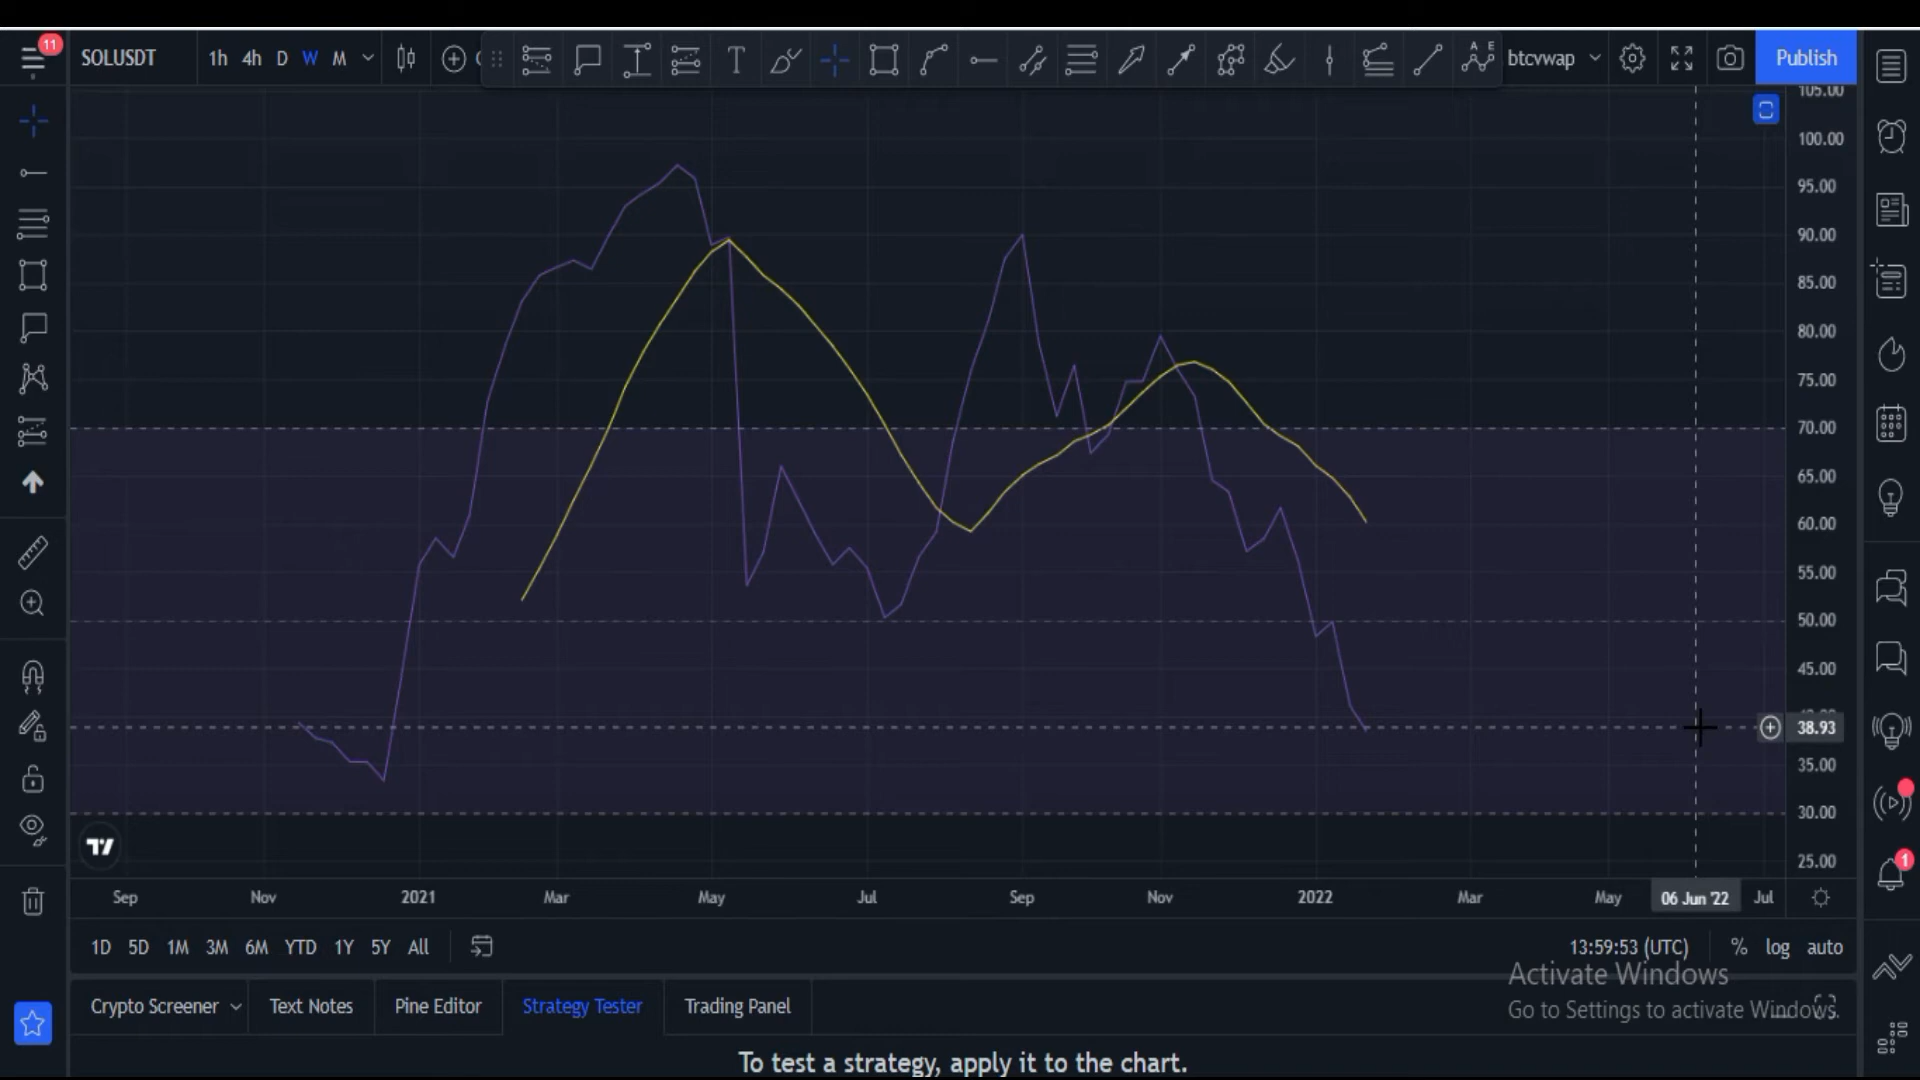 11
SOLUSDT 1h 4h D W M btcvwap Publish
105.00
100.00
95.00
90.00
85.00
80.00
75.00
70.00
65.00
60.00
55.00
50.00
45.00
38.93
35.00
30.00
25.00
Sep Nov 2021 Mar May Jul Sep Nov 2022 Mar May 06 Jun '22 Jul
1
1D 5D 1M 3M 6M YTD 1Y 5Y All 13:59:53 (UTC) % log auto
Activate Windows
Go to Settings to activate Windows.
Crypto Screener Text Notes Pine Editor Strategy Tester Trading Panel
To test a strategy, apply it to the chart.